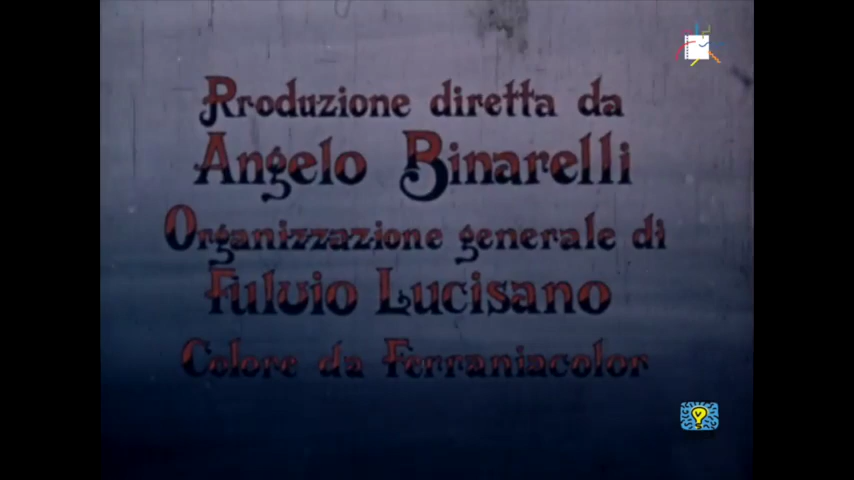 Produzione diretta da
Angelo Binarelli
Organizzazione generale di
Fulvio Lucisano
Colore da Ferraniacolor